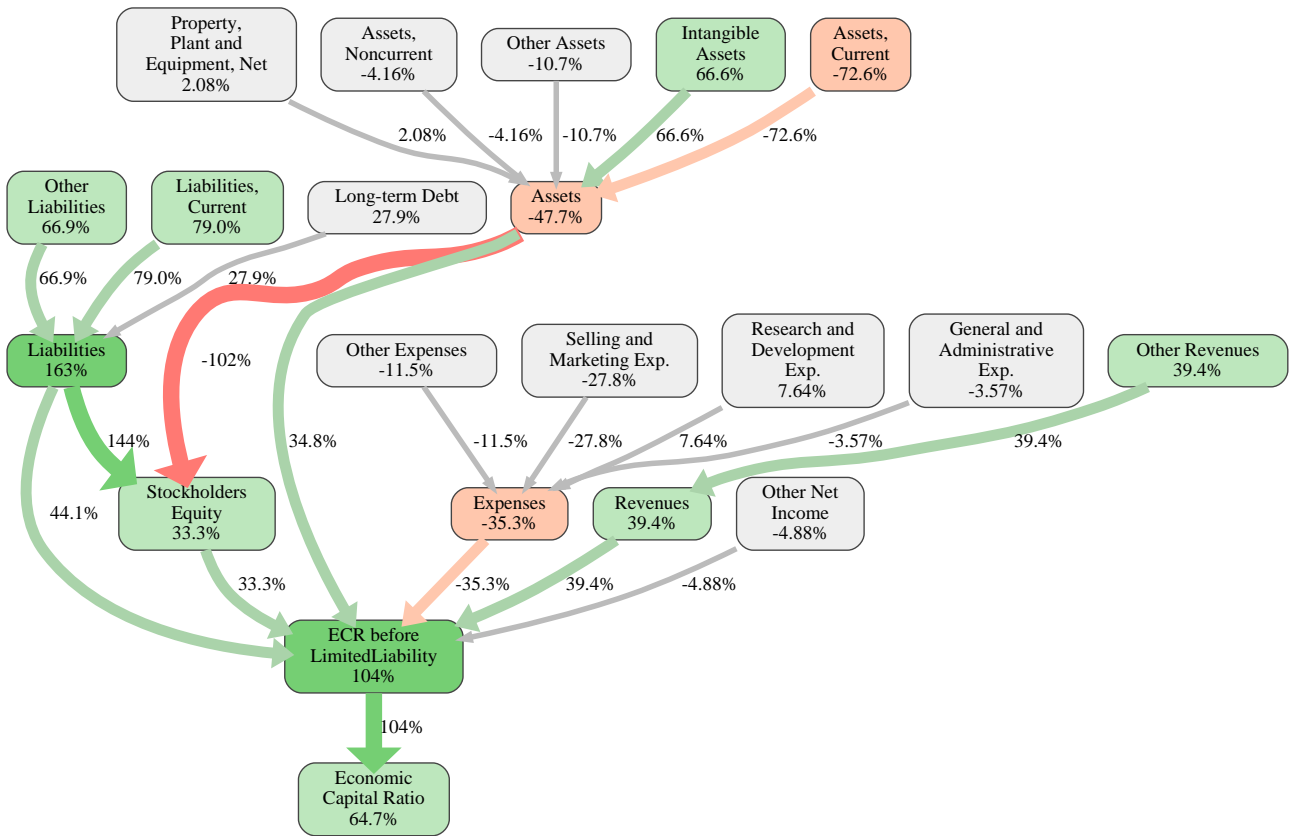 Property,
Plant and
Equipment, Net
2.08%
Assets,
Noncurrent
-4.16%
Other Assets
-10.7%
Intangible
Assets
66.6%
Assets,
Current
-72.6%
2.08%
-4.16%
-10.7%
66.6%
-72.6%
Other
Liabilities
66.9%
Liabilities,
Current
79.0%
Long-term Debt
27.9%
Assets
-47.7%
66.9%
79.0%
27.9%
Liabilities
163%
-102%
Other Expenses
-11.5%
Selling and
Marketing Exp.
-27.8%
Research and
Development
Exp.
7.64%
General and
Administrative
Exp.
-3.57%
Other Revenues
39.4%
144%
34.8%
-11.5%
-27.8%
7.64%
-3.57%
39.4%
44.1%
Stockholders
Equity
33.3%
Expenses
-35.3%
Revenues
39.4%
Other Net
Income
-4.88%
33.3%
-35.3%
39.4%
-4.88%
ECR before
LimitedLiability
104%
104%
Economic
Capital Ratio
64.7%